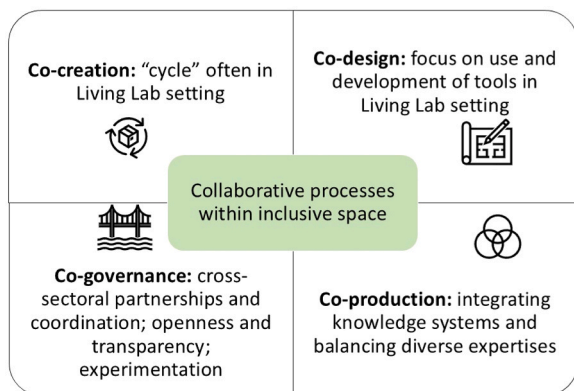 Co-creation: “cycle” often in
Living Lab setting
Co-design: focus on use and
development of tools in
Living Lab setting
Collaborative processes
within inclusive space
Co-governance: cross-
sectoral partnerships and
coordination; openness and
transparency;
experimentation
Co-production: integrating
knowledge systems and
balancing diverse expertises